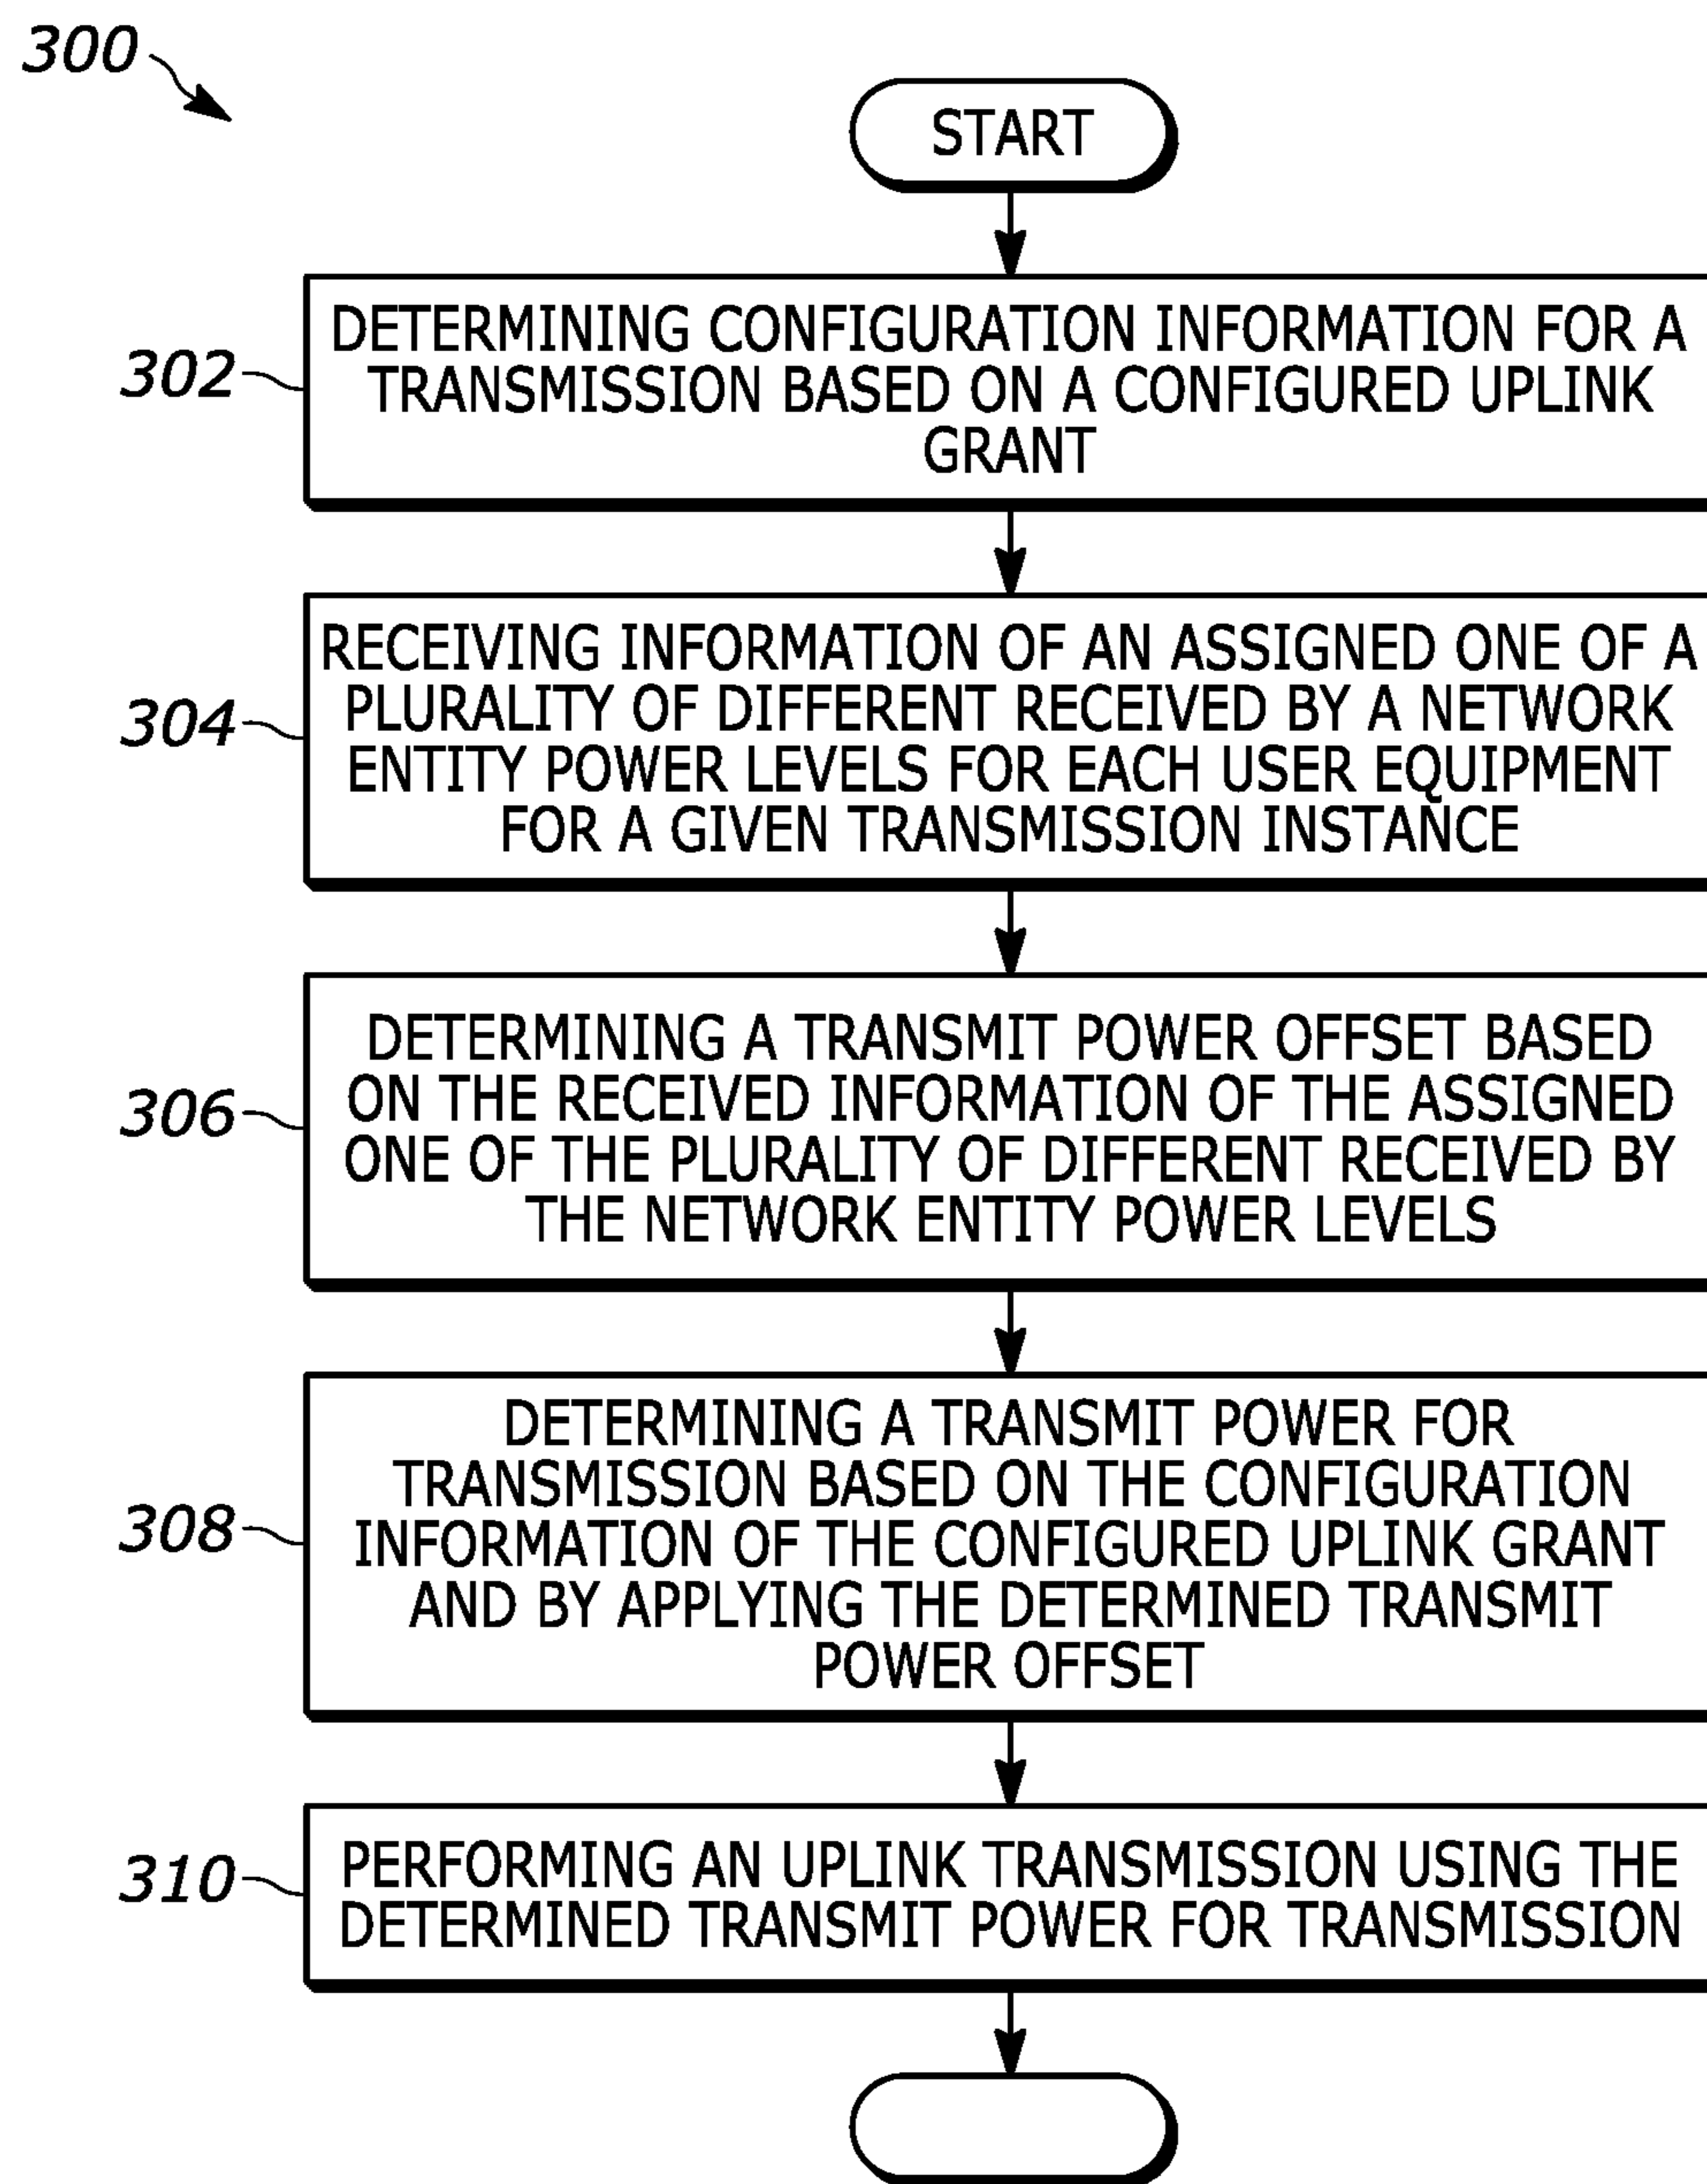 300
START
302
DETERMINING CONFIGURATION INFORMATION FOR A
TRANSMISSION BASED ON A CONFIGURED UPLINK
GRANT
304
RECEIVING INFORMATION OF AN ASSIGNED ONE OF A
PLURALITY OF DIFFERENT RECEIVED BY A NETWORK
ENTITY POWER LEVELS FOR EACH USER EQUIPMENT
FOR A GIVEN TRANSMISSION INSTANCE
306
DETERMINING A TRANSMIT POWER OFFSET BASED
ON THE RECEIVED INFORMATION OF THE ASSIGNED
ONE OF THE PLURALITY OF DIFFERENT RECEIVED BY
THE NETWORK ENTITY POWER LEVELS
308
DETERMINING A TRANSMIT POWER FOR
TRANSMISSION BASED ON THE CONFIGURATION
INFORMATION OF THE CONFIGURED UPLINK GRANT
AND BY APPLYING THE DETERMINED TRANSMIT
POWER OFFSET
310
PERFORMING AN UPLINK TRANSMISSION USING THE
DETERMINED TRANSMIT POWER FOR TRANSMISSION